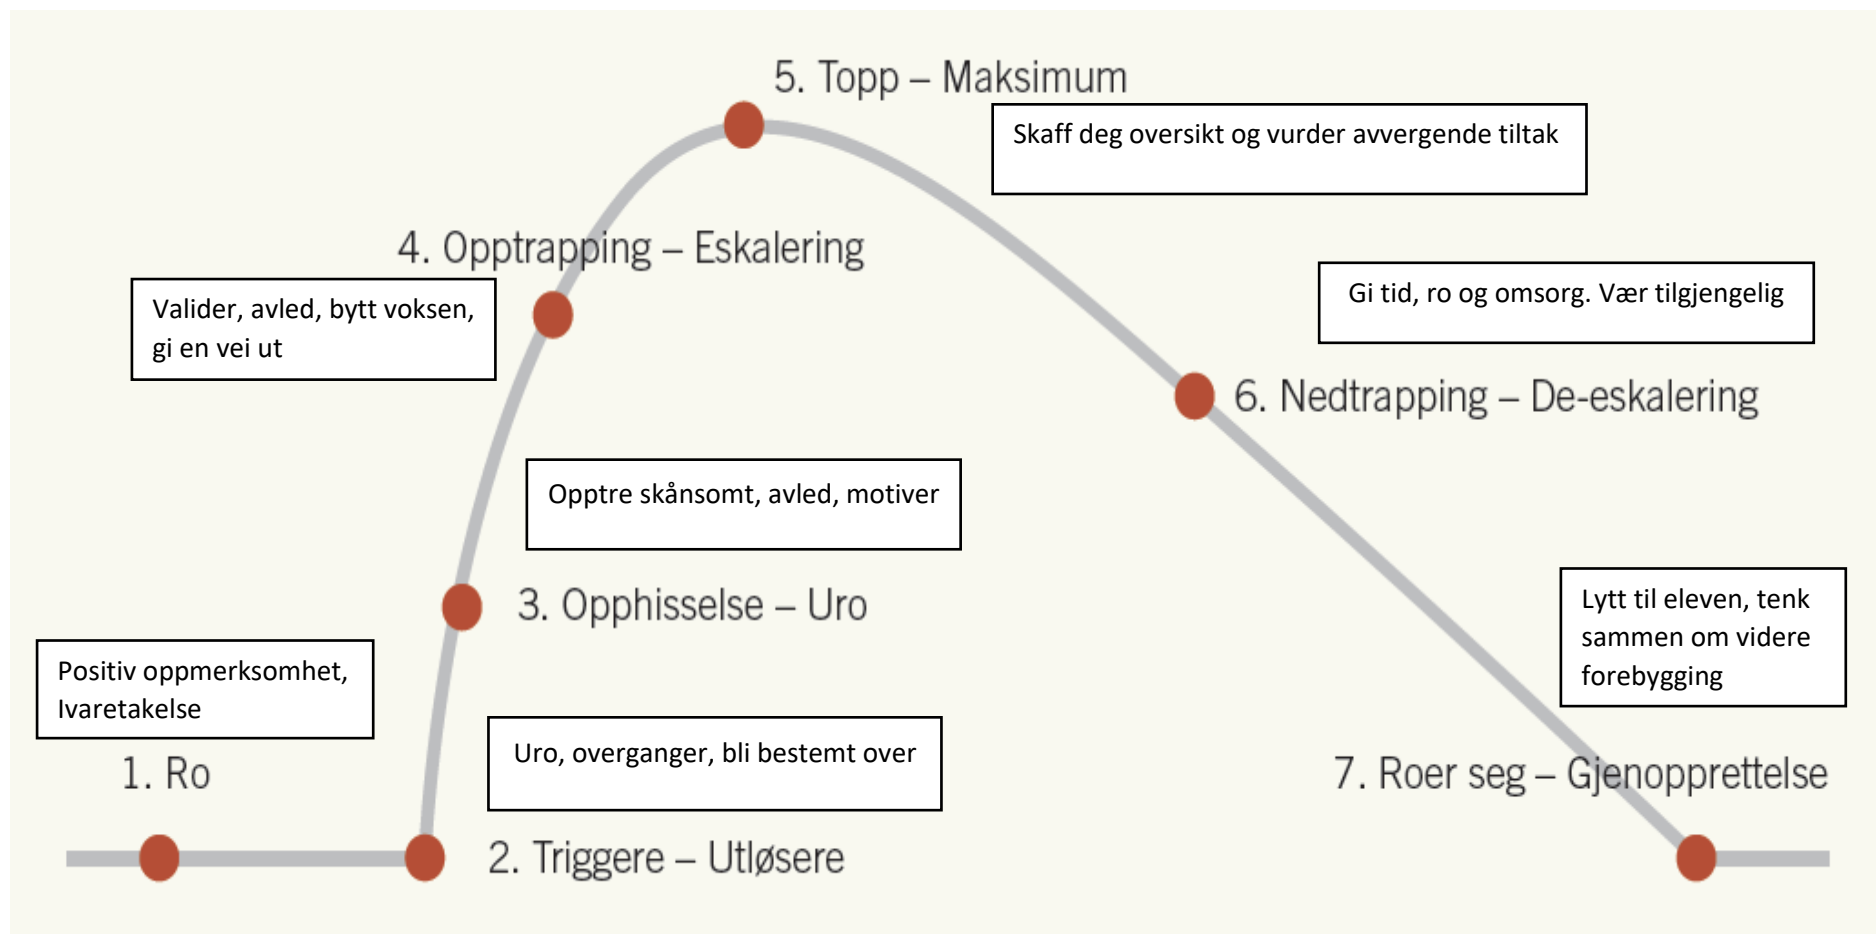 5. Topp – Maksimum
Skaff deg oversikt og vurder avvergende tiltak
4. Opptrapping – Eskalering
Valider, avled, bytt voksen,
gi en vei ut
Gi tid, ro og omsorg. Vær tilgjengelig
6. Nedtrapping – De-eskalering
Opptre skånsomt, avled, motiver
3. Opphisselse – Uro
Lytt til eleven, tenk
sammen om videre
forebygging
Positiv oppmerksomhet,
Ivaretakelse
1. Ro
Uro, overganger, bli bestemt over
7. Roer seg – Gjenopprettelse
2. Triggere – Utløsere